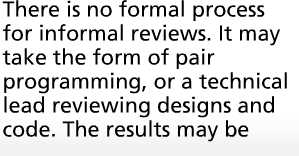 There is no formal process
for informal reviews. It may
take the form of pair
programming, or a technical
lead reviewing designs and
code. The results may be